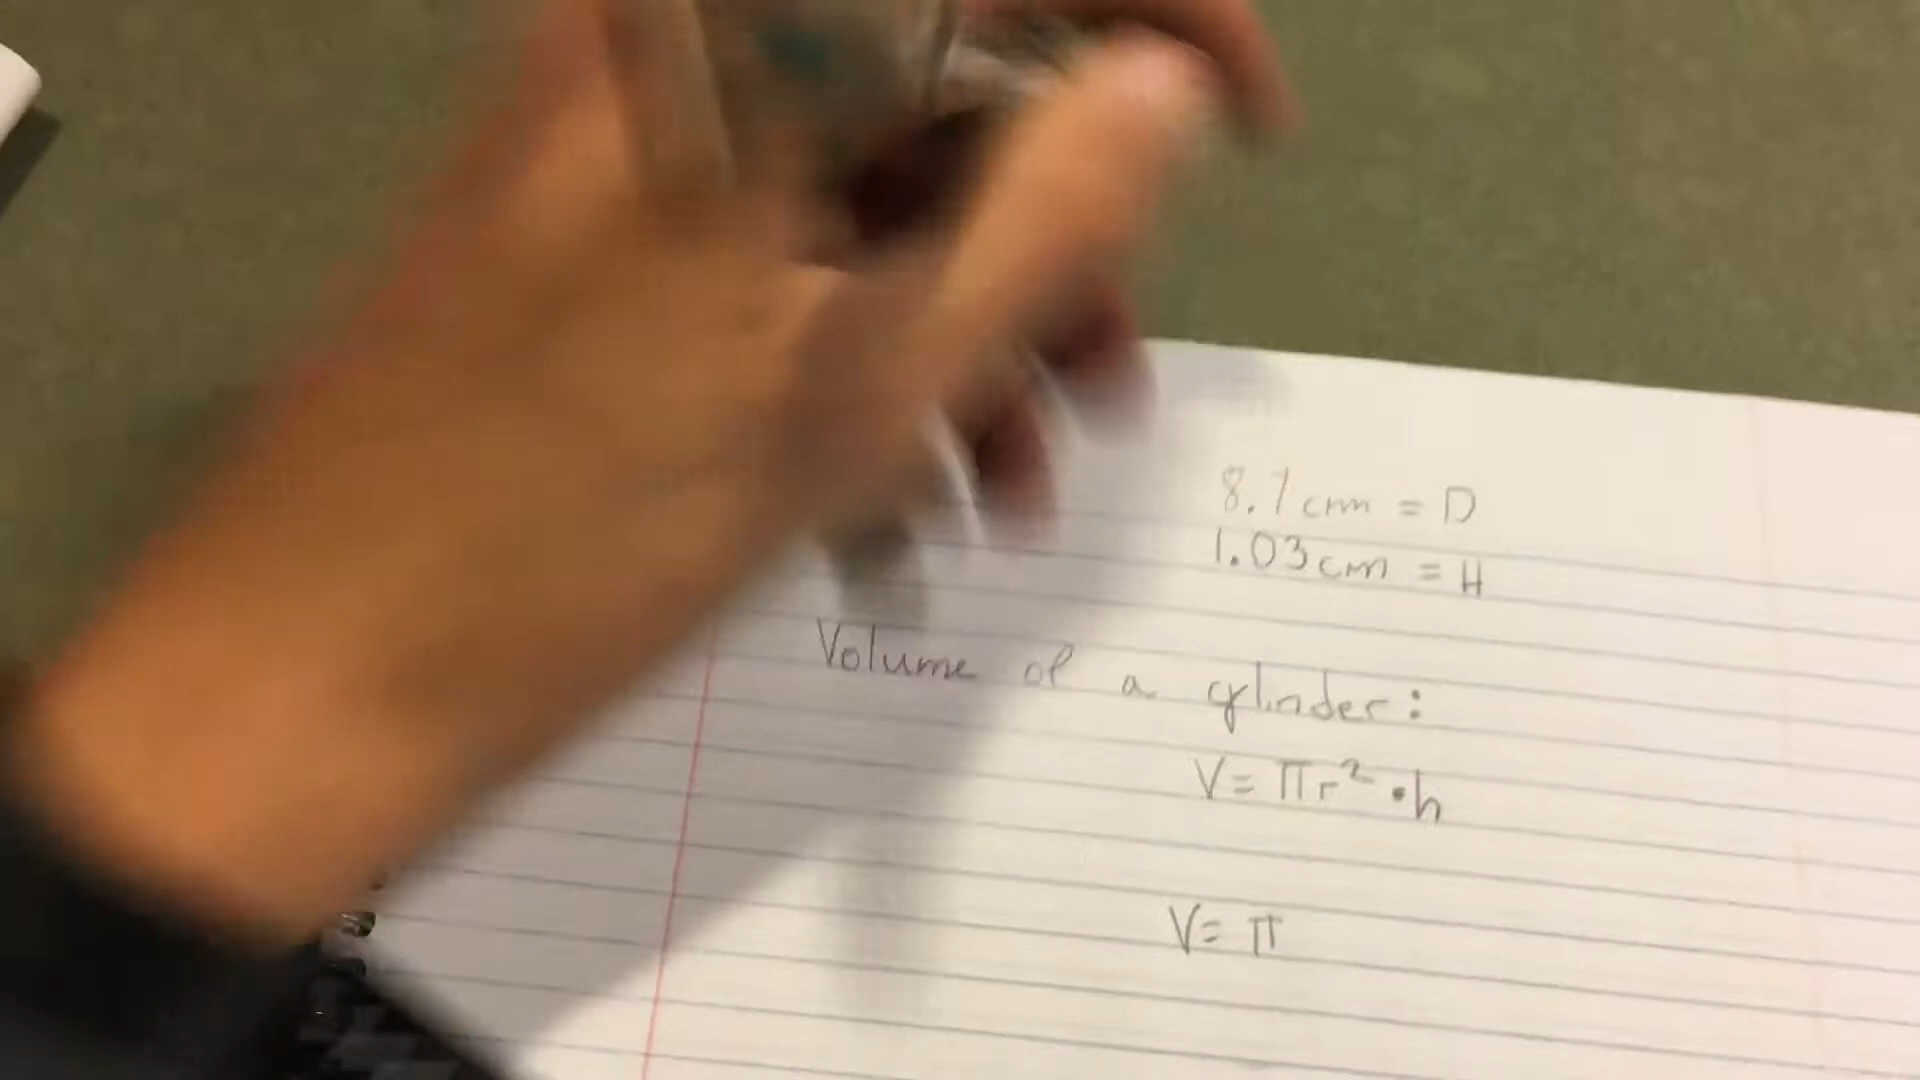 8.1cm = D
1.03cm = H
Volume of a cylinder:
V= πr² •h
V= π